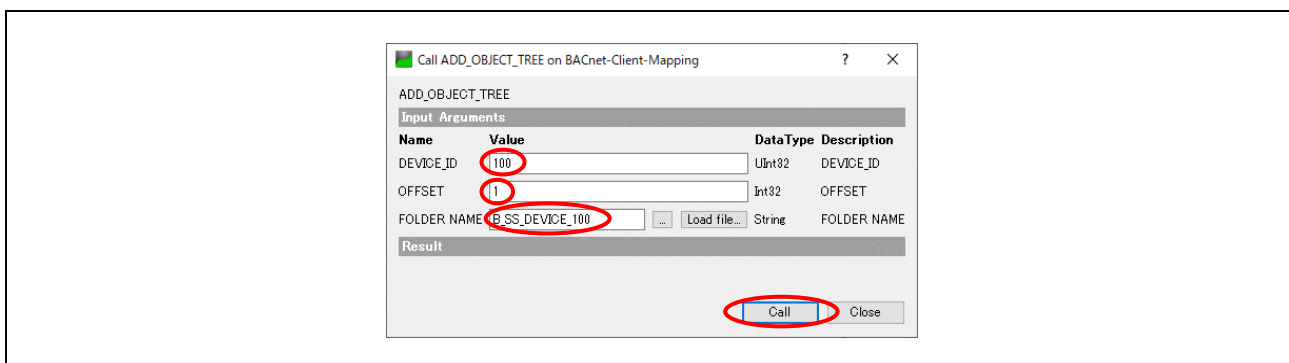 Call ADD_OBJECT_TREE on BACnet-Client-Mapping ? ×
ADD_OBJECT_TREE
Input Arguments
Name Value DataType Description
DEVICE_ID 100 UInt32 DEVICE_ID
OFFSET 1 Int32 OFFSET
FOLDER NAME B_SS_DEVICE_100 ... Load file... String FOLDER NAME
Result
Call Close